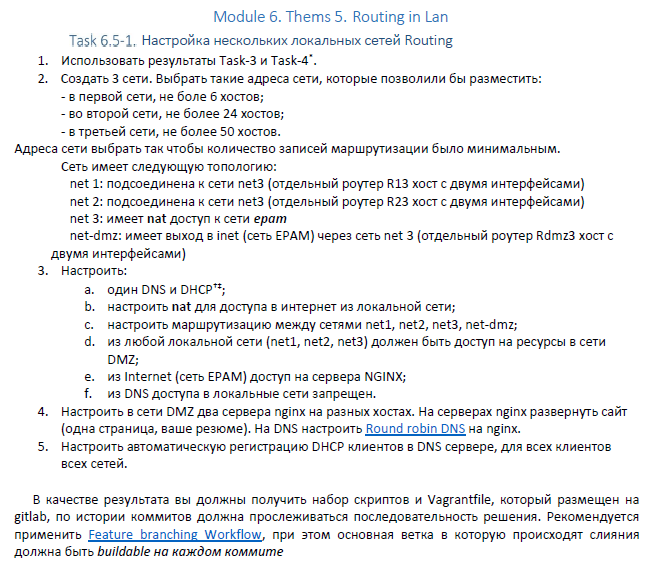 Module 6. Thems 5. Routing in Lan
Task 6.5-1. Настройка нескольких локальных сетей Routing
1. Использовать результаты Task-3 и Task-4*.
2. Создать 3 сети. Выбрать такие адреса сети, которые позволили бы разместить:
- в первой сети, не боле 6 хостов;
- во второй сети, не более 24 хостов;
- в третьей сети, не более 50 хостов.
Адреса сети выбрать так чтобы количество записей маршрутизации было минимальным.
Сеть имеет следующую топологию:
net 1: подсоединена к сети net3 (отдельный роутер R13 хост с двумя интерфейсами)
net 2: подсоединена к сети net3 (отдельный роутер R23 хост с двумя интерфейсами)
net 3: имеет nat доступ к сети epam
net-dmz: имеет выход в inet (сеть EPAM) через сеть net 3 (отдельный роутер Rdmz3 хост с
двумя интерфейсами)
3. Настроить:
a. один DNS и DHCP†‡;
b. настроить nat для доступа в интернет из локальной сети;
c. настроить маршрутизацию между сетями net1, net2, net3, net-dmz;
d. из любой локальной сети (net1, net2, net3) должен быть доступ на ресурсы в сети
DMZ;
e. из Internet (сеть EPAM) доступ на сервера NGINX;
f. из DNS доступа в локальные сети запрещен.
4. Настроить в сети DMZ два сервера nginx на разных хостах. На серверах nginx развернуть сайт
(одна страница, ваше резюме). На DNS настроить Round robin DNS на nginx.
5. Настроить автоматическую регистрацию DHCP клиентов в DNS сервере, для всех клиентов
всех сетей.
В качестве результата вы должны получить набор скриптов и Vagrantfile, который размещен на
gitlab, по истории коммитов должна прослеживаться последовательность решения. Рекомендуется
применить Feature branching Workflow, при этом основная ветка в которую происходят слияния
должна быть buildable на каждом коммите